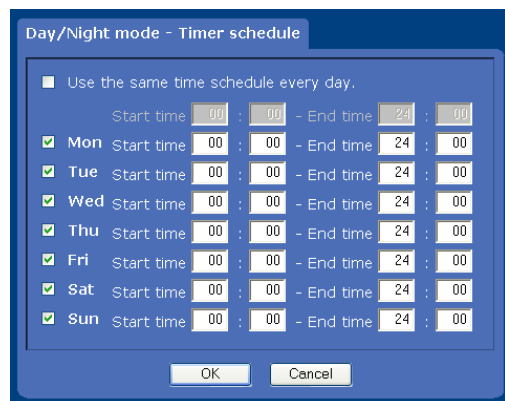 Day/Night mode - Timer schedule
Use the same time schedule every day.
Start time 00 : 00 - End time 24 : 00
Mon Start time 00 : 00 - End time 24 : 00
Tue Start time 00 : 00 - End time 24 : 00
Wed Start time 00 : 00 - End time 24 : 00
Thu Start time 00 : 00 - End time 24 : 00
Fri Start time 00 : 00 - End time 24 : 00
Sat Start time 00 : 00 - End time 24 : 00
Sun Start time 00 : 00 - End time 24 : 00
OK Cancel